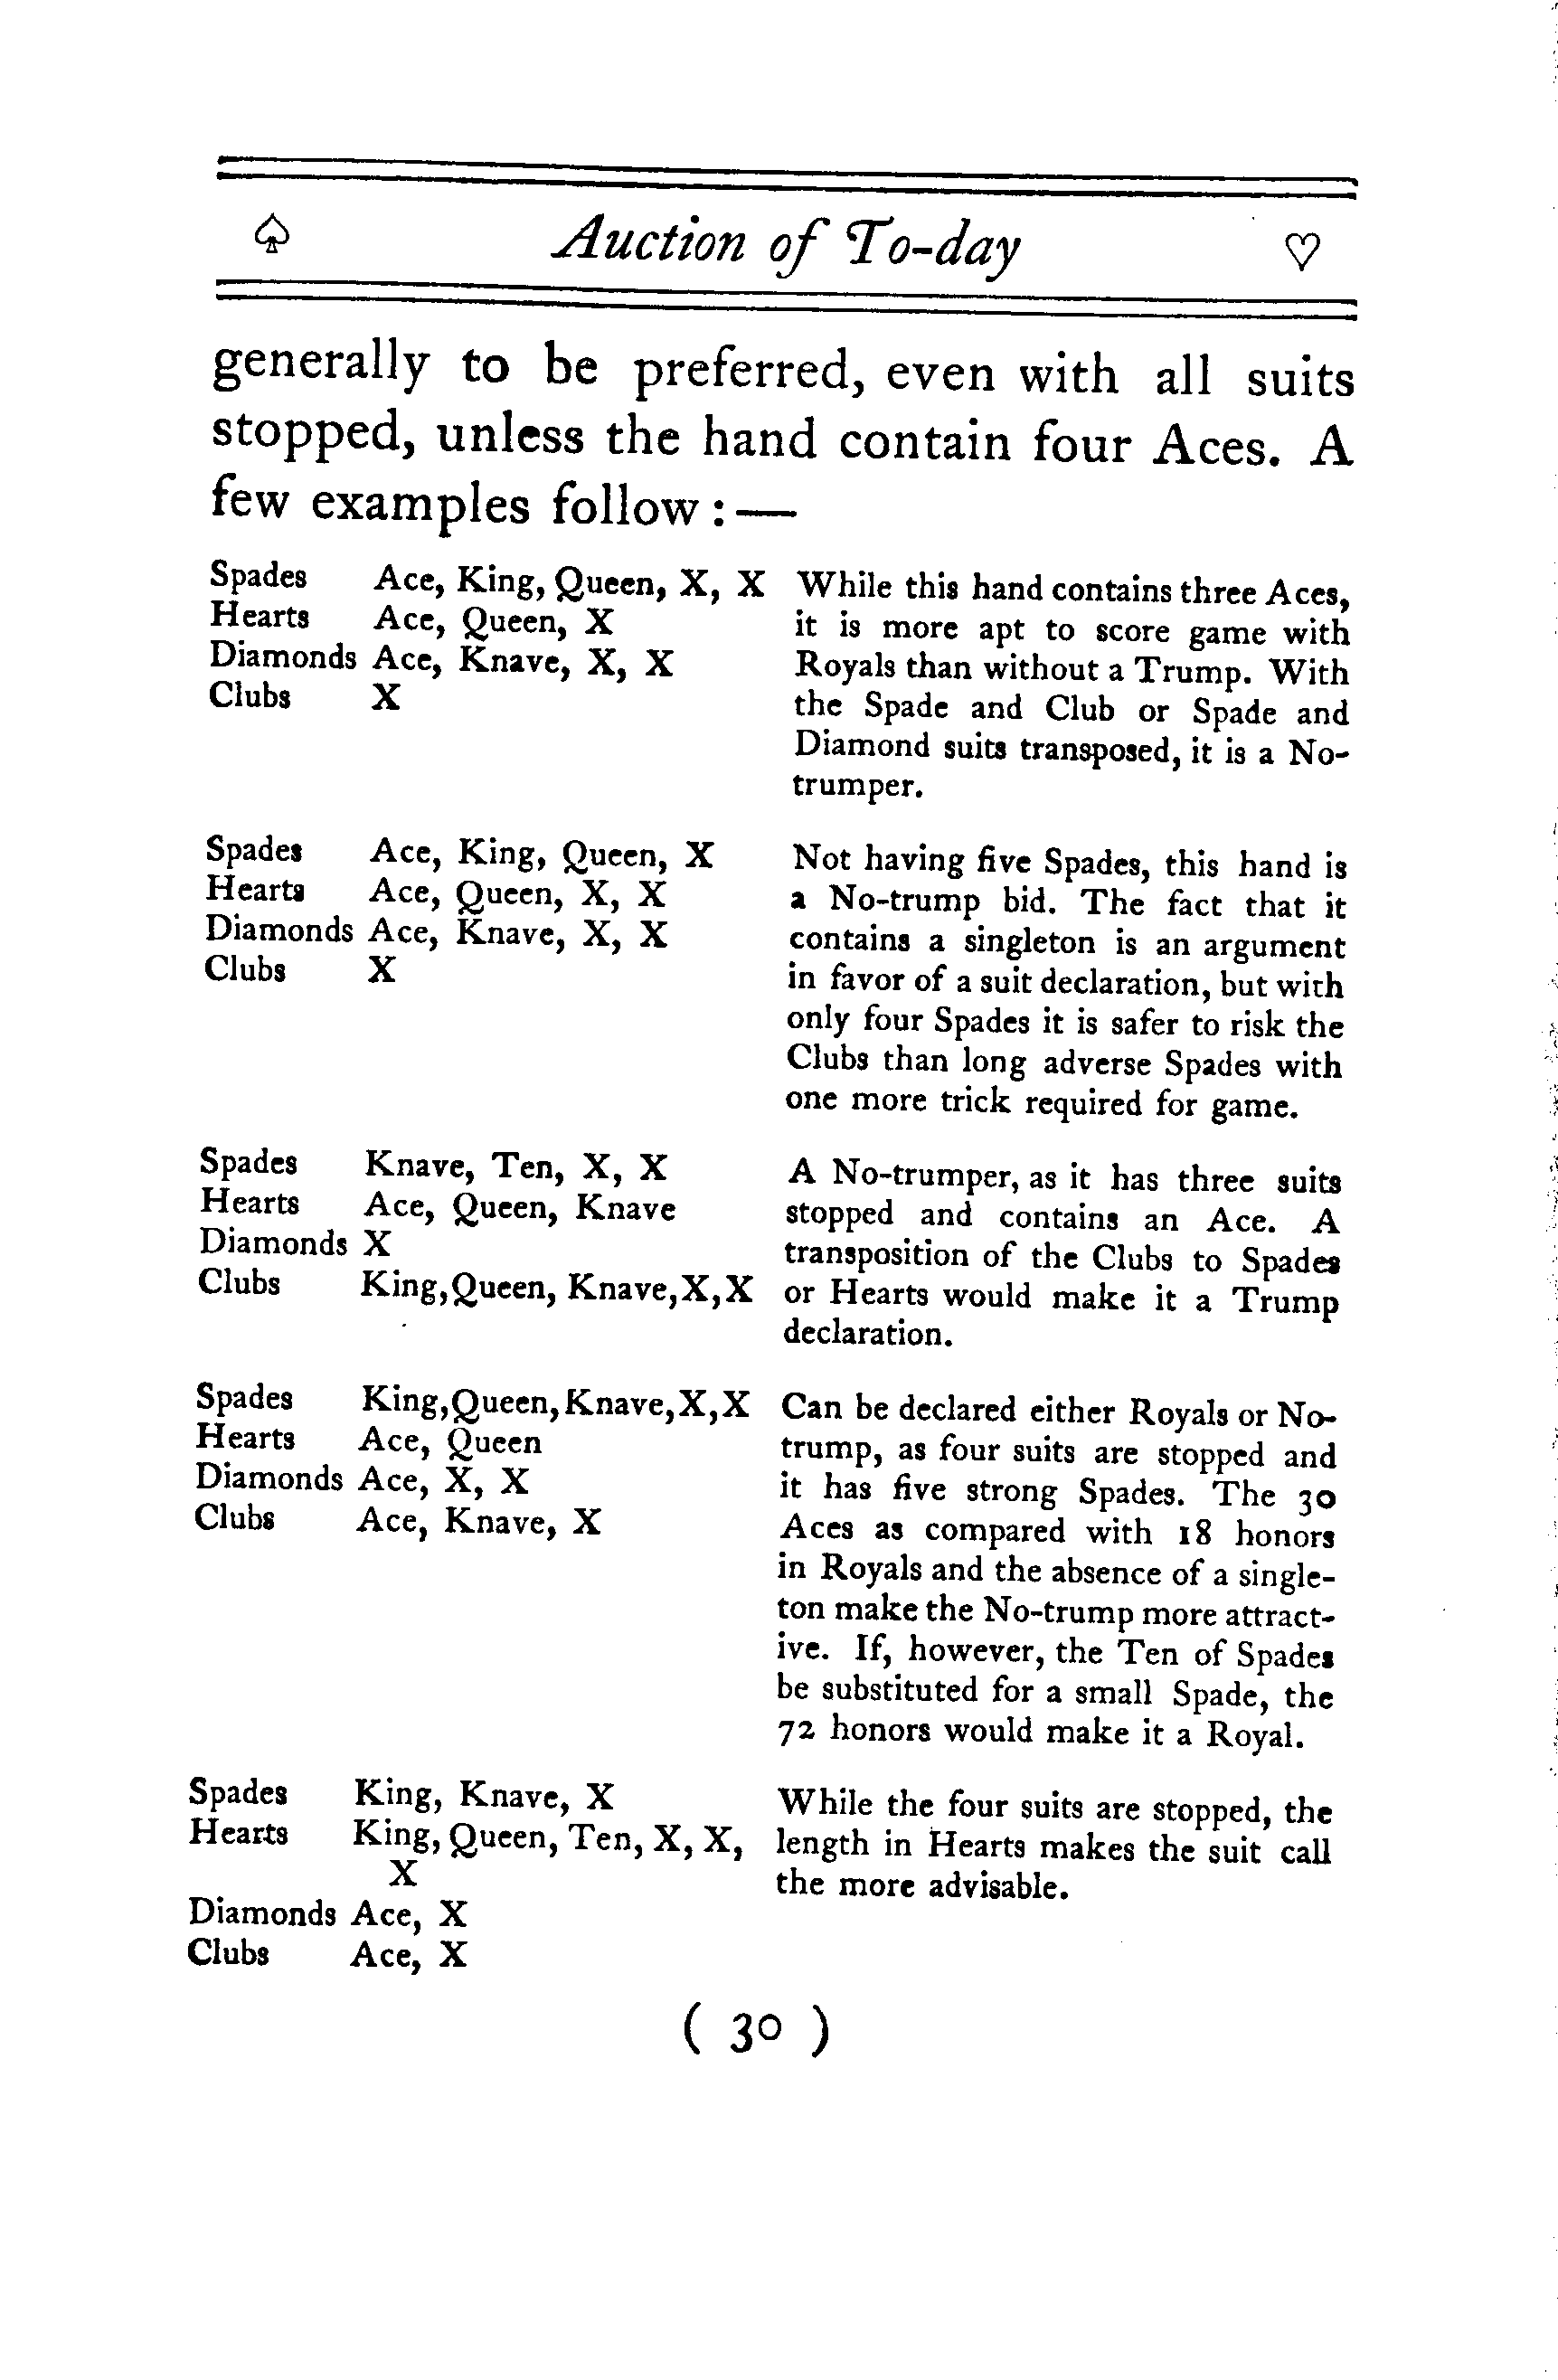 ♤ Auction of To-day ♡
generally to be preferred, even with all suits
stopped, unless the hand contain four Aces. A
few examples follow:—
Spades Ace, King, Queen, X, X
Hearts Ace, Queen, X
Diamonds Ace, Knave, X, X
Clubs X
While this hand contains three Aces,
it is more apt to score game with
Royals than without a Trump. With
the Spade and Club or Spade and
Diamond suits transposed, it is a No-
trumper.
Spades Ace, King, Queen, X
Hearts Ace, Queen, X, X
Diamonds Ace, Knave, X, X
Clubs X
Not having five Spades, this hand is
a No-trump bid. The fact that it
contains a singleton is an argument
in favor of a suit declaration, but with
only four Spades it is safer to risk the
Clubs than long adverse Spades with
one more trick required for game.
Spades Knave, Ten, X, X
Hearts Ace, Queen, Knave
Diamonds X
Clubs King, Queen, Knave, X, X
A No-trumper, as it has three suits
stopped and contains an Ace. A
transposition of the Clubs to Spades
or Hearts would make it a Trump
declaration.
Spades King, Queen, Knave, X, X
Hearts Ace, Queen
Diamonds Ace, X, X
Clubs Ace, Knave, X
Can be declared either Royals or No-
trump, as four suits are stopped and
it has five strong Spades. The 30
Aces as compared with 18 honors
in Royals and the absence of a single-
ton make the No-trump more attract-
ive. If, however, the Ten of Spades
be substituted for a small Spade, the
72 honors would make it a Royal.
Spades King, Knave, X
Hearts King, Queen, Ten, X, X,
X
Diamonds Ace, X
Clubs Ace, X
While the four suits are stopped, the
length in Hearts makes the suit call
the more advisable.
( 30 )